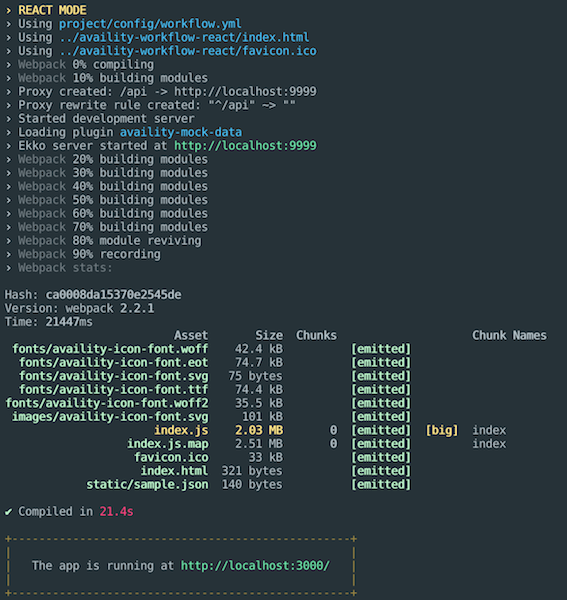 › REACT MODE
› Using project/config/workflow.yml
› Using ../availity-workflow-react/index.html
› Using ../availity-workflow-react/favicon.ico
› Webpack 0% compiling
› Webpack 10% building modules
› Proxy created: /api -> http://localhost:9999
› Proxy rewrite rule created: "^/api" ~> ""
› Started development server
› Loading plugin availity-mock-data
› Ekko server started at http://localhost:9999
› Webpack 20% building modules
› Webpack 30% building modules
› Webpack 40% building modules
› Webpack 50% building modules
› Webpack 60% building modules
› Webpack 70% building modules
› Webpack 80% module reviving
› Webpack 90% recording
› Webpack stats:
Hash: ca0008da15370e2545de
Version: webpack 2.2.1
Time: 21447ms
Asset Size Chunks Chunk Names
fonts/availity-icon-font.woff 42.4 kB [emitted]
fonts/availity-icon-font.eot 74.7 kB [emitted]
fonts/availity-icon-font.svg 75 bytes [emitted]
fonts/availity-icon-font.ttf 74.4 kB [emitted]
fonts/availity-icon-font.woff2 35.5 kB [emitted]
images/availity-icon-font.svg 101 kB [emitted]
index.js 2.03 MB 0 [emitted] [big] index
index.js.map 2.51 MB 0 [emitted] index
favicon.ico 33 kB [emitted]
index.html 321 bytes [emitted]
static/sample.json 140 bytes [emitted]
✔ Compiled in 21.4s
The app is running at http://localhost:3000/